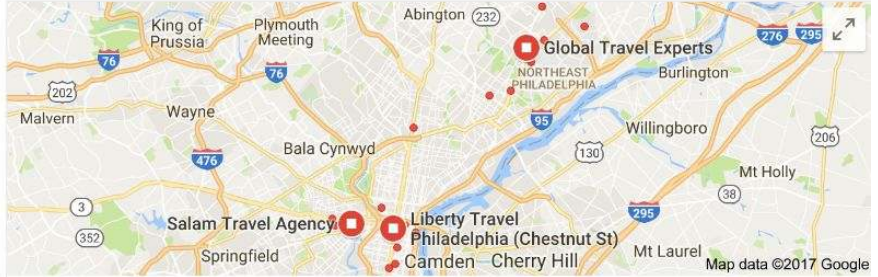 Abington
232
King of
Prussia
Plymouth
Meeting
276
295
76
Global Travel Experts
76
NORTHEAST
PHILADELPHIA
Burlington
202
Malvern
Wayne
95
Willingboro
206
Bala Cynwyd
130
476
Mt Holly
38
3
295
Salam Travel Agency
Liberty Travel
Philadelphia (Chestnut St)
352
Springfield
Camden
Cherry Hill
Mt Laurel
Map data ©2017 Google